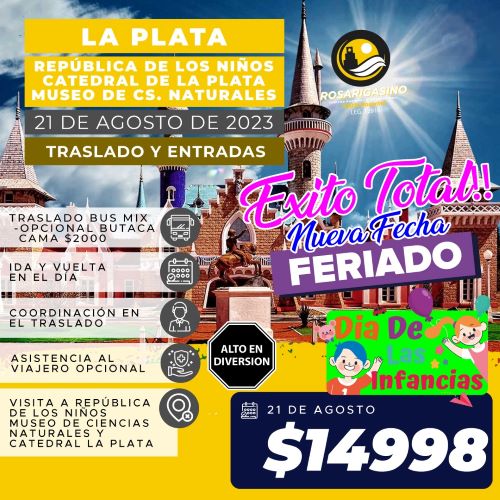 LA PLATA
REPÚBLICA DE LOS NIÑOS
CATEDRAL DE LA PLATA
MUSEO DE CS. NATURALES
21 DE AGOSTO DE 2023
TRASLADO Y ENTRADAS
ROSARIGASINO
Exito Total!!
Nueva Fecha
FERIADO
TRASLADO BUS MIX
-OPCIONAL BUTACA
CAMA $2000
IDA Y VUELTA
EN EL DÍA
COORDINACIÓN EN
EL TRASLADO
ASISTENCIA AL
VIAJERO OPCIONAL
VISITA A REPÚBLICA
DE LOS NIÑOS
MUSEO DE CIENCIAS
NATURALES Y
CATEDRAL LA PLATA
ALTO EN
DIVERSION
Dia De
Las
Infancias
21 DE AGOSTO
$14998